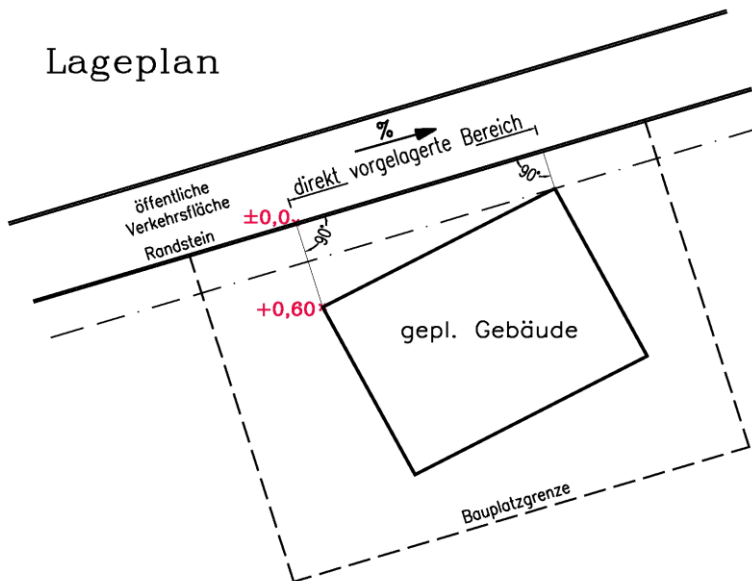 Lageplan
%
direkt vorgelagerte Bereich
öffentliche
Verkehrsfläche
±0,0
Randstein
90°
90°
+0,60
gepl. Gebäude
Bauplatzgrenze